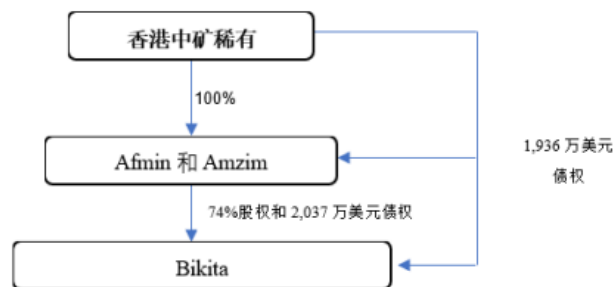 香港中矿稀有
100%
Afmin 和 Amzim
1,936 万美元
债权
74%股权和 2,037 万美元债权
Bikita